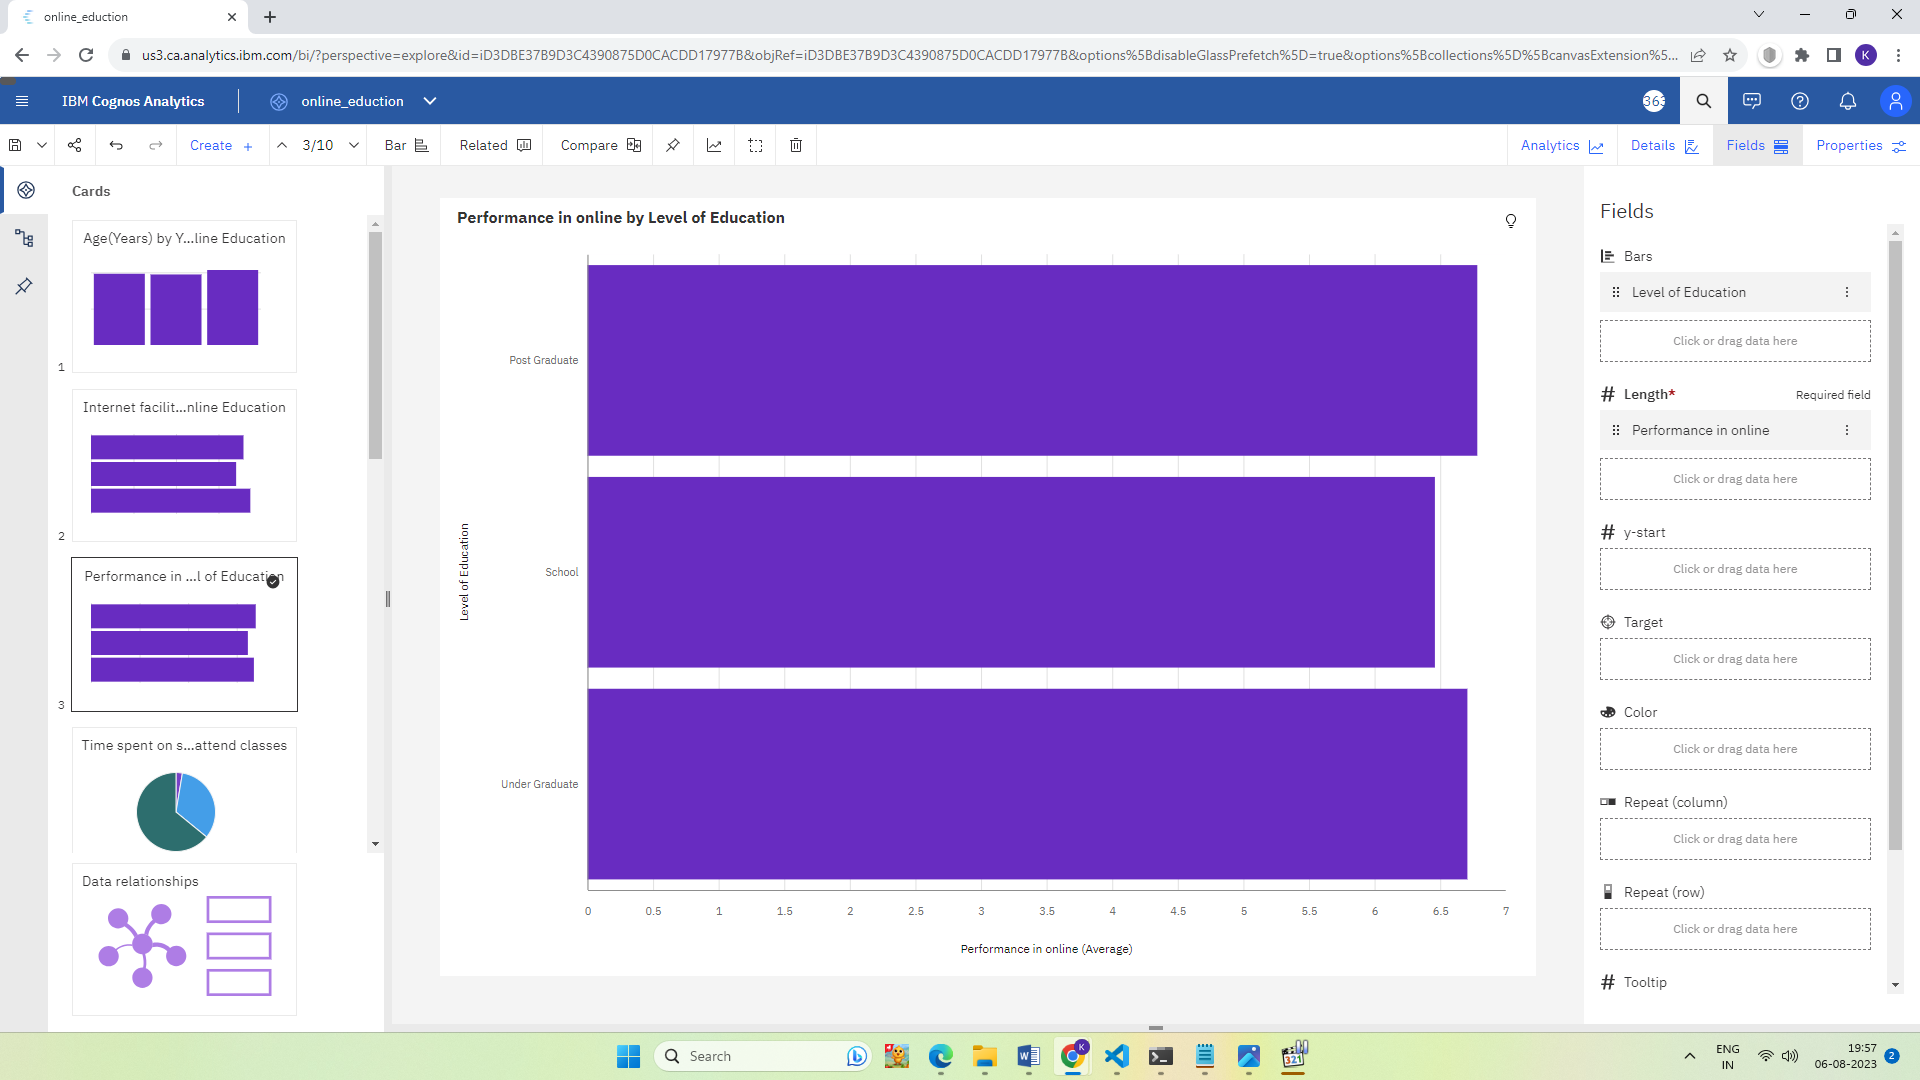 online_eduction
us3.ca.analytics.ibm.com/bi/?perspective=explore&id=iD3DBE37B9D3C4390875D0CACDD17977B&objRef=iD3DBE37B9D3C4390875D0CACDD17977B&options%5BdisableGlassPrefetch%5D=true&options%5Bcollections%5D%5BcanvasExtension%5...
K
IBM Cognos Analytics
online_eduction
363
Create +
3/10
Bar
Related
Compare
Analytics
Details
Fields
Properties
Cards
Age(Years) by Y...line Education
1
Internet facilit...nline Education
2
Performance in ...l of Education
3
Time spent on s...attend classes
Data relationships
Performance in online by Level of Education
Level of Education
Post Graduate
School
Under Graduate
0 0.5 1 1.5 2 2.5 3 3.5 4 4.5 5 5.5 6 6.5 7
Performance in online (Average)
Fields
Bars
Level of Education
Click or drag data here
Length* Required field
Performance in online
Click or drag data here
y-start
Click or drag data here
Target
Click or drag data here
Color
Click or drag data here
Repeat (column)
Click or drag data here
Repeat (row)
Click or drag data here
Tooltip
Search
K
321
ENG
IN
19:57
06-08-2023
2